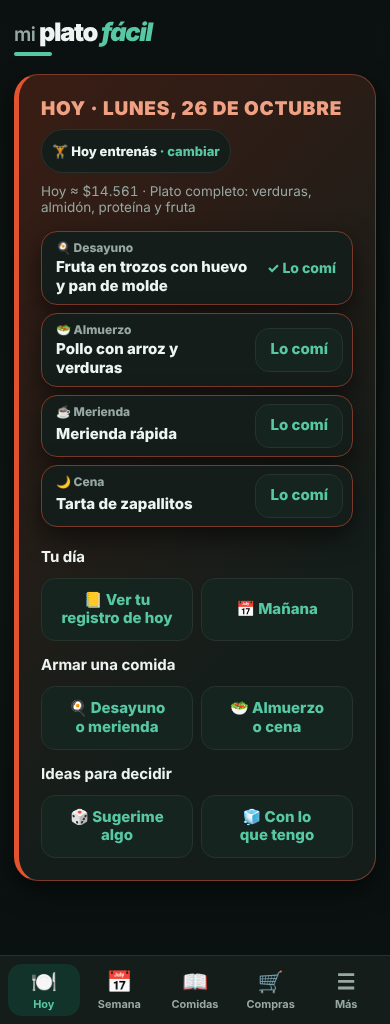 mi plato fácil
HOY · LUNES, 26 DE OCTUBRE
🏋️ Hoy entrenás · cambiar
Hoy ≈ $14.561 · Plato completo: verduras,
almidón, proteína y fruta
🍳 Desayuno
Fruta en trozos con huevo
y pan de molde
✓ Lo comí
🥗 Almuerzo
Pollo con arroz y
verduras
Lo comí
☕ Merienda
Merienda rápida
Lo comí
🌙 Cena
Tarta de zapallitos
Lo comí
Tu día
📒 Ver tu
registro de hoy
📅 Mañana
Armar una comida
🍳 Desayuno
o merienda
🥗 Almuerzo
o cena
Ideas para decidir
🎲 Sugerime
algo
🧊 Con lo
que tengo
Hoy
Semana
Comidas
Compras
Más